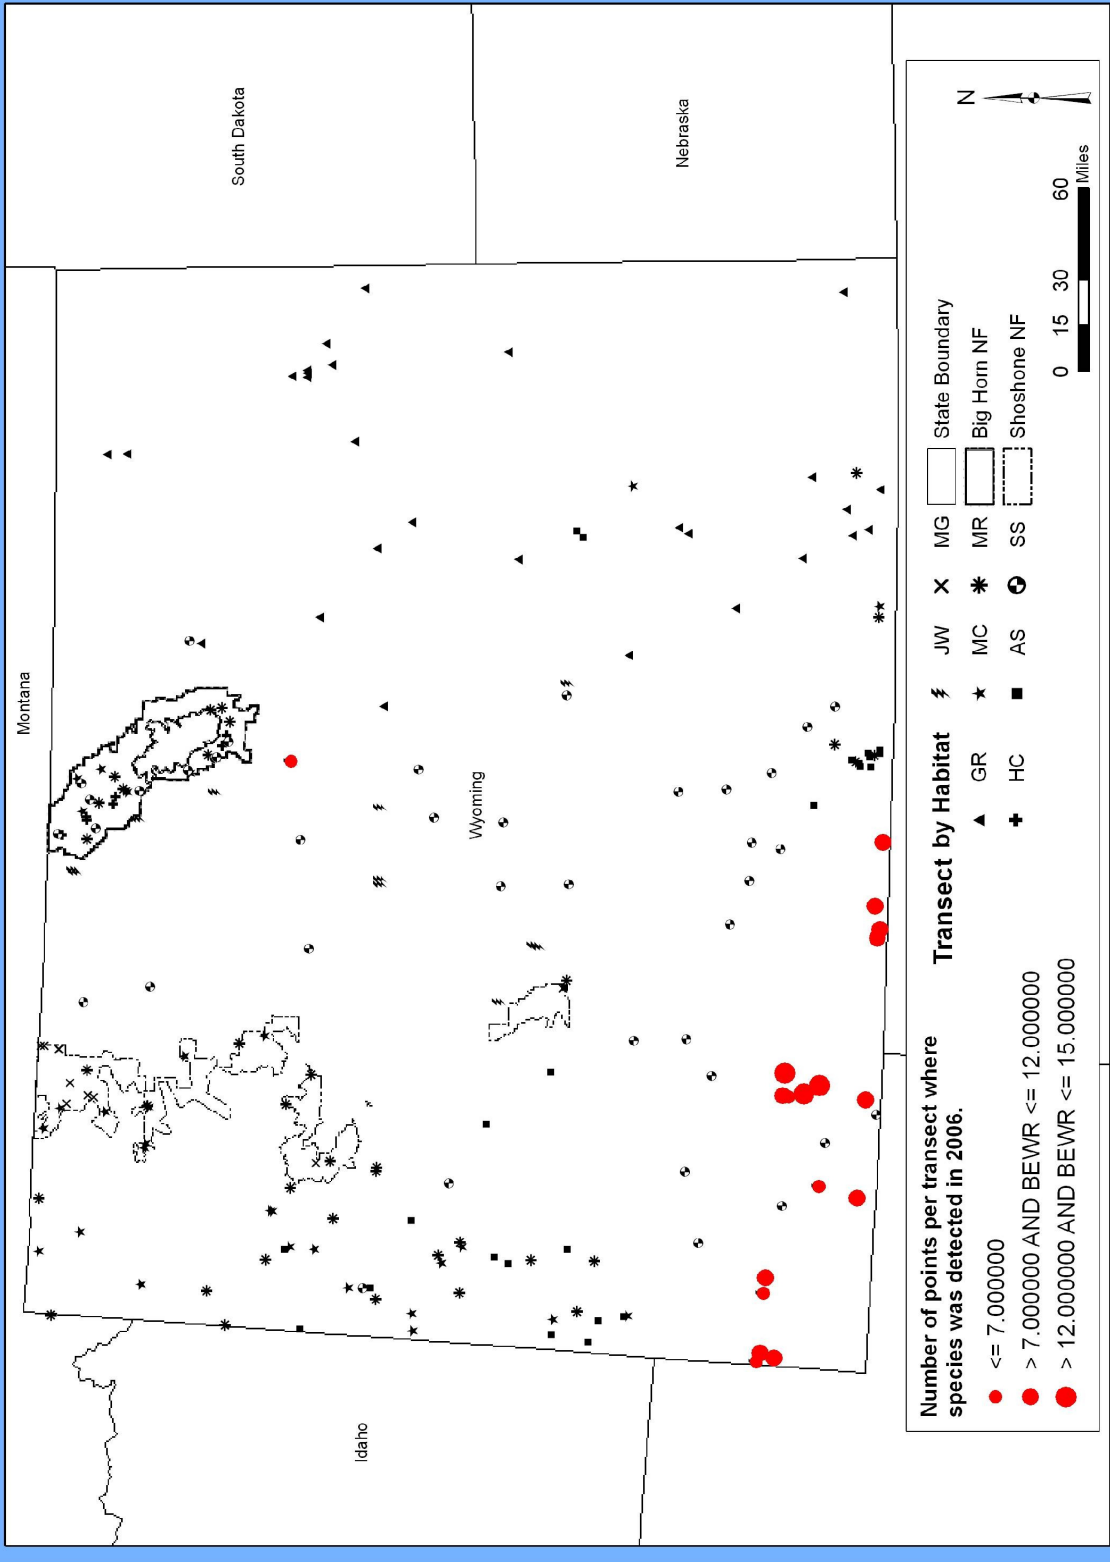 Montana
South Dakota
Wyoming
Nebraska
Idaho
Number of points per transect where
species was detected in 2006.
<= 7.000000
> 7.000000 AND BEWR <= 12.000000
> 12.000000 AND BEWR <= 15.000000
Transect by Habitat
GR
JW
MG
State Boundary
HC
MC
MR
Big Horn NF
AS
SS
Shoshone NF
N
0 15 30 60
Miles